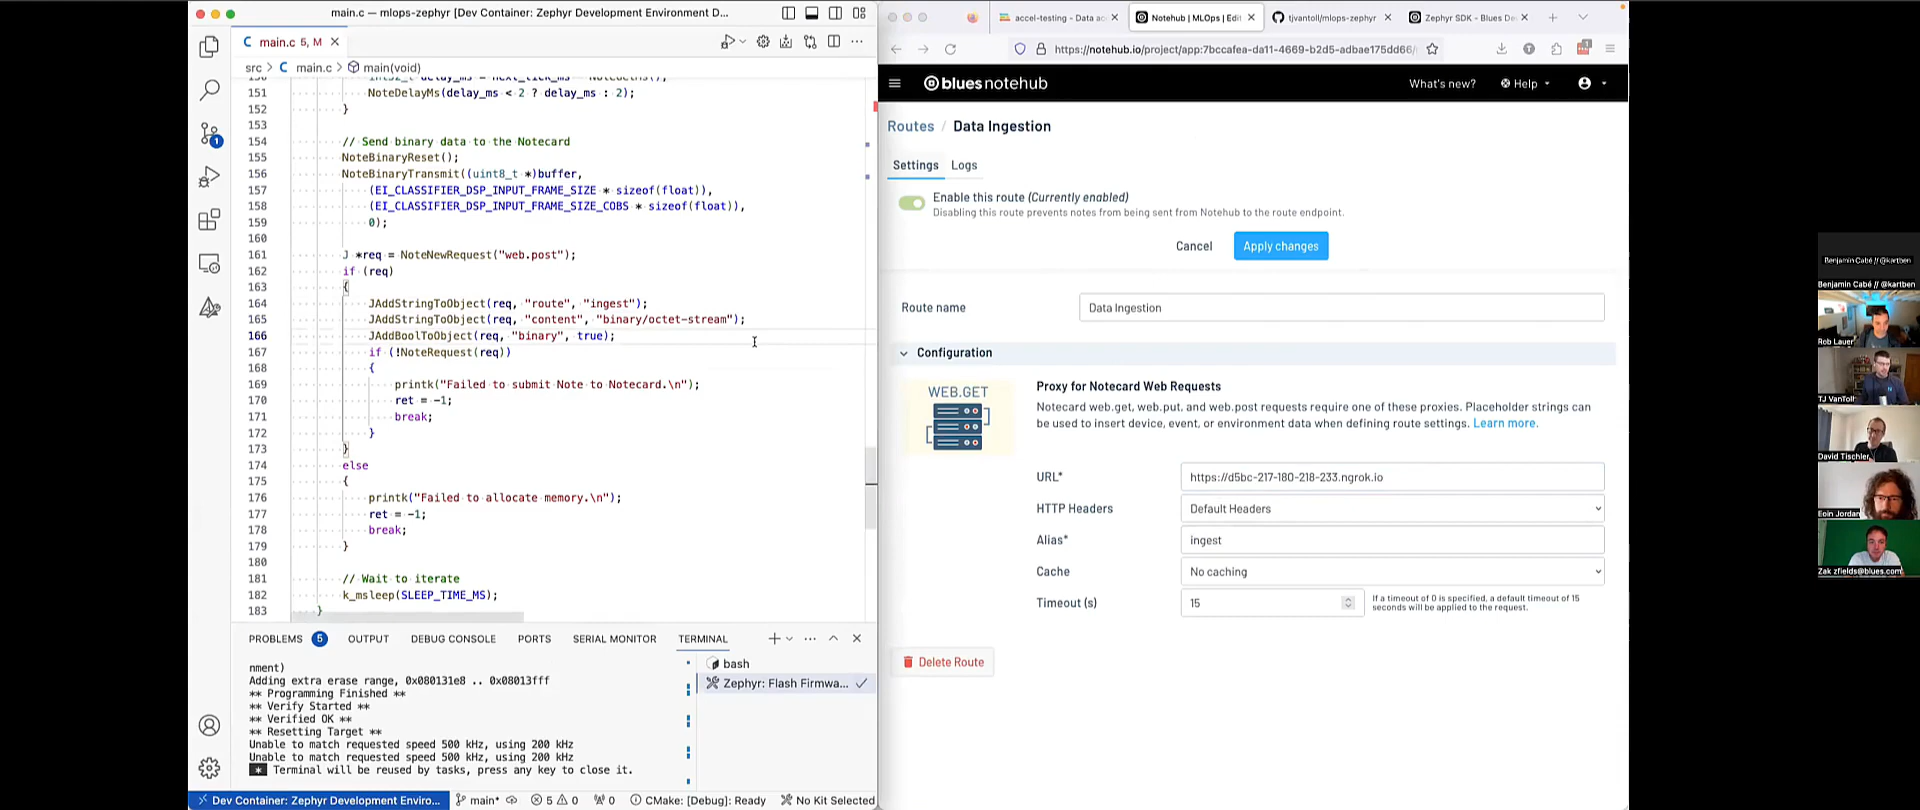 main.c — mlops-zephyr [Dev Container: Zephyr Development Environment D...
main.c 5, M
src > C main.c > main(void)
151 NoteDelayMs(delay_ms < 2 ? delay_ms : 2);
152 }
153
154 // Send binary data to the Notecard
155 NoteBinaryReset();
156 NoteBinaryTransmit((uint8_t *)buffer,
157 (EI_CLASSIFIER_DSP_INPUT_FRAME_SIZE * sizeof(float)),
158 (EI_CLASSIFIER_DSP_INPUT_FRAME_SIZE_COBS * sizeof(float)),
159 0);
160
161 J *req = NoteNewRequest("web.post");
162 if (req)
163 {
164 JAddStringToObject(req, "route", "ingest");
165 JAddStringToObject(req, "content", "binary/octet-stream");
166 JAddBoolToObject(req, "binary", true);
167 if (!NoteRequest(req))
168 {
169 printk("Failed to submit Note to Notecard.\n");
170 ret = -1;
171 break;
172 }
173 }
174 else
175 {
176 printk("Failed to allocate memory.\n");
177 ret = -1;
178 break;
179 }
180
181 // Wait to iterate
182 k_msleep(SLEEP_TIME_MS);
183 }
PROBLEMS 5 OUTPUT DEBUG CONSOLE PORTS SERIAL MONITOR TERMINAL
nment)
Adding extra erase range, 0x080131e8 .. 0x08013fff
** Programming Finished **
** Verify Started **
** Verified OK **
** Resetting Target **
Unable to match requested speed 500 kHz, using 200 kHz
Unable to match requested speed 500 kHz, using 200 kHz
* Terminal will be reused by tasks, press any key to close it.
bash
Zephyr: Flash Firmwa...
1
Dev Container: Zephyr Development Enviro... main* 5 0 0 CMake: [Debug]: Ready No Kit Selected
accel-testing - Data ac
Notehub | MLOps | Edit
tjvantoll/mlops-zephyr
Zephyr SDK - Blues De
https://notehub.io/project/app:7bccafea-da11-4669-b2d5-adbae175dd66/
blues notehub
What's new? Help
Routes / Data Ingestion
Settings Logs
Enable this route (Currently enabled)
Disabling this route prevents notes from being sent from Notehub to the route endpoint.
Cancel Apply changes
Route name Data Ingestion
Configuration
WEB.GET
Proxy for Notecard Web Requests
Notecard web.get, web.put, and web.post requests require one of these proxies. Placeholder strings can
be used to insert device, event, or environment data when defining route settings. Learn more.
URL* https://d5bc-217-180-218-233.ngrok.io
HTTP Headers Default Headers
Alias* ingest
Cache No caching
Timeout (s) 15 If a timeout of 0 is specified, a default timeout of 15
seconds will be applied to the request.
Delete Route
Benjamin Cabé // @kartben
Benjamin Cabé // @kartben
Rob Lauer
TJ VanToll
David Tischler
Eoin Jordan
Zak zfields@blues.com